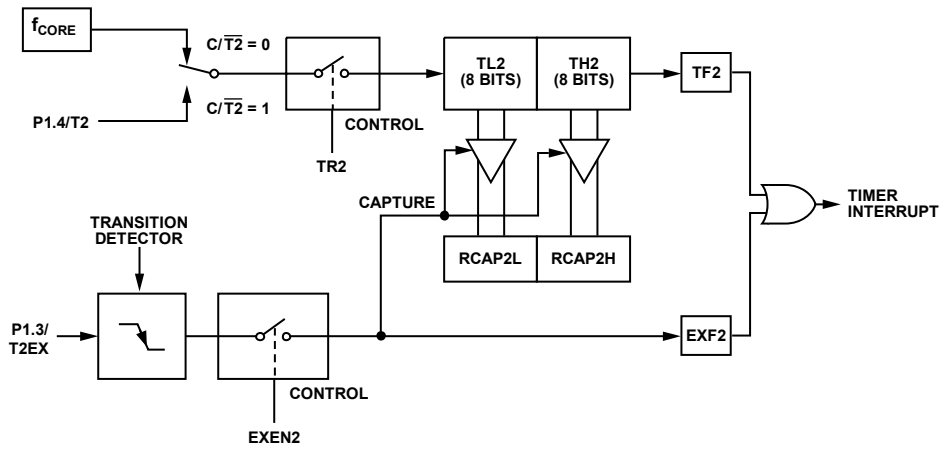 fCORE
C/T2 = 0
C/T2 = 1
P1.4/T2
CONTROL
TR2
TL2
(8 BITS)
TH2
(8 BITS)
TF2
CAPTURE
TIMER
INTERRUPT
TRANSITION
DETECTOR
RCAP2L
RCAP2H
P1.3/
T2EX
EXF2
CONTROL
EXEN2